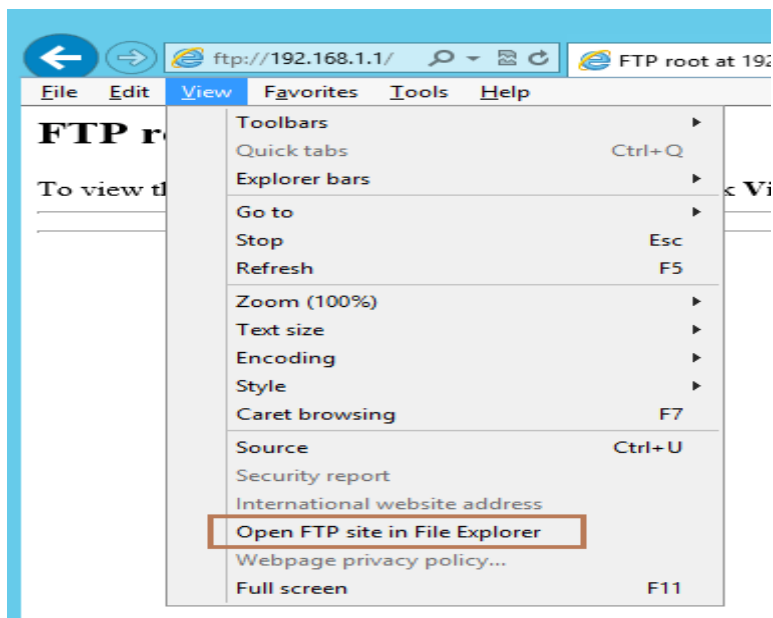 ftp://192.168.1.1/ FTP root at 192
File Edit View Favorites Tools Help
FTP r
To view th k Vi
Toolbars
Quick tabs Ctrl+Q
Explorer bars
Go to
Stop Esc
Refresh F5
Zoom (100%)
Text size
Encoding
Style
Caret browsing F7
Source Ctrl+U
Security report
International website address
Open FTP site in File Explorer
Webpage privacy policy...
Full screen F11